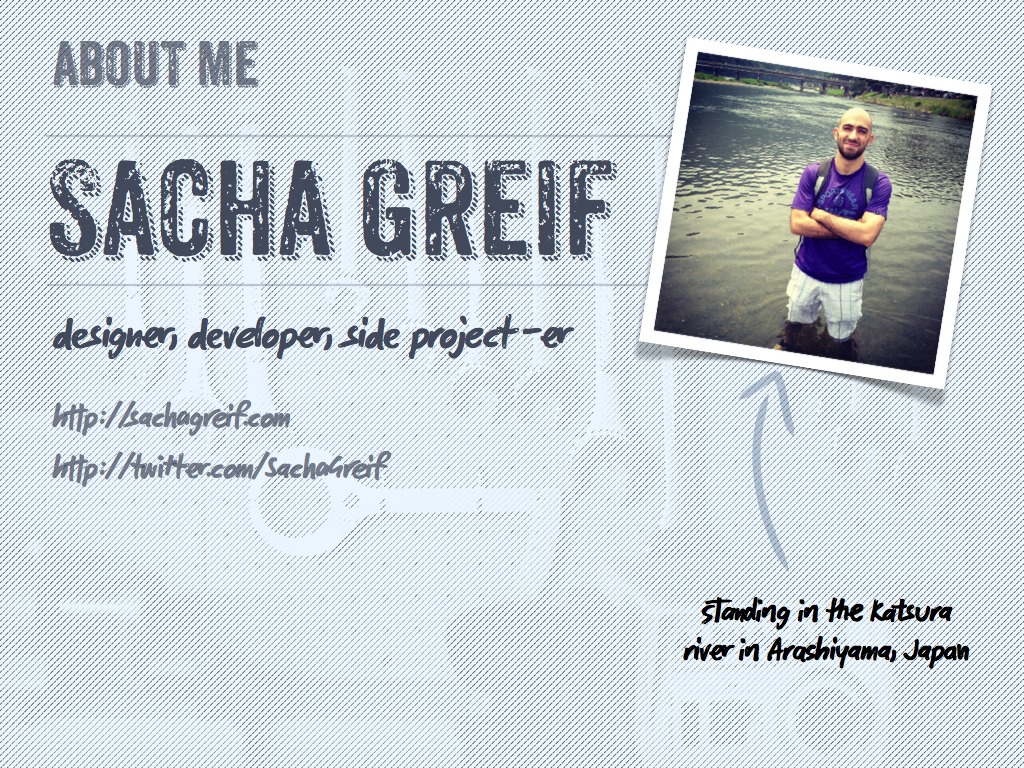 ABOUT ME
SACHA GREIF
designer, developer, side project-er
http://sachagreif.com
http://twitter.com/SachaGreif
standing in the Katsura
river in Arashiyama, Japan